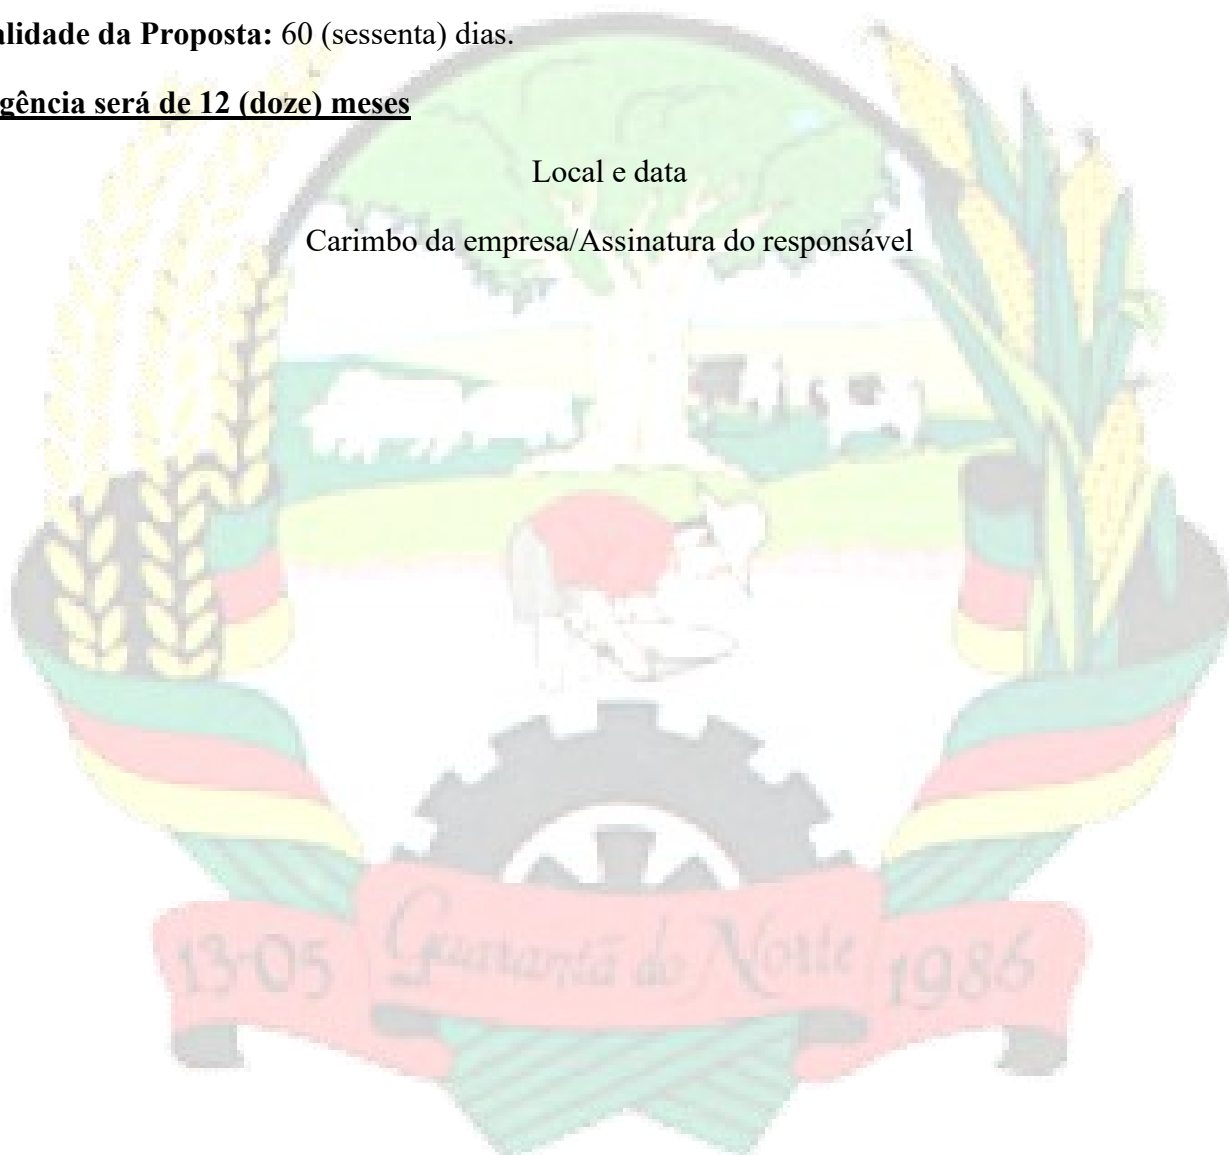 alidade da Proposta: 60 (sessenta) dias.
gência será de 12 (doze) meses
Local e data
Carimbo da empresa/Assinatura do responsável
13-05 Guarantã do Norte 1986